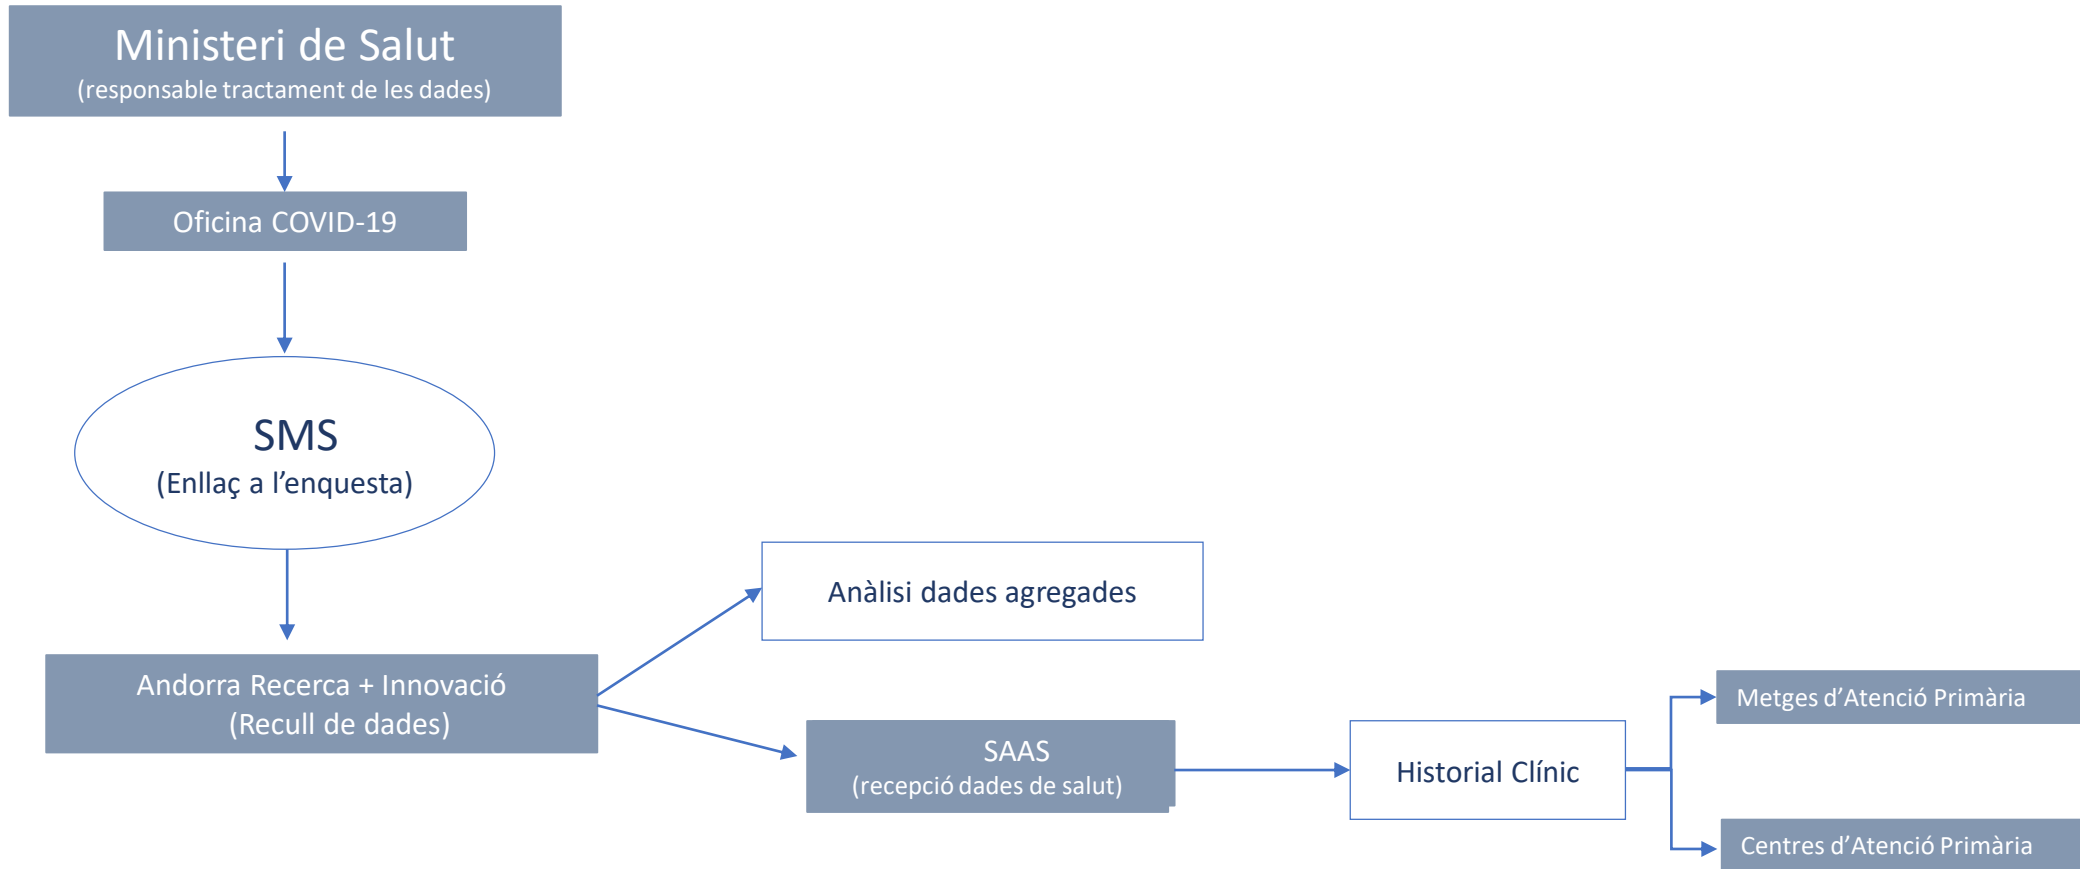 Ministeri de Salut
(responsable tractament de les dades)
Oficina COVID-19
SMS
(Enllaç a l’enquesta)
Anàlisi dades agregades
Andorra Recerca + Innovació
(Recull de dades)
SAAS
(recepció dades de salut)
Historial Clínic
Metges d’Atenció Primària
Centres d’Atenció Primària